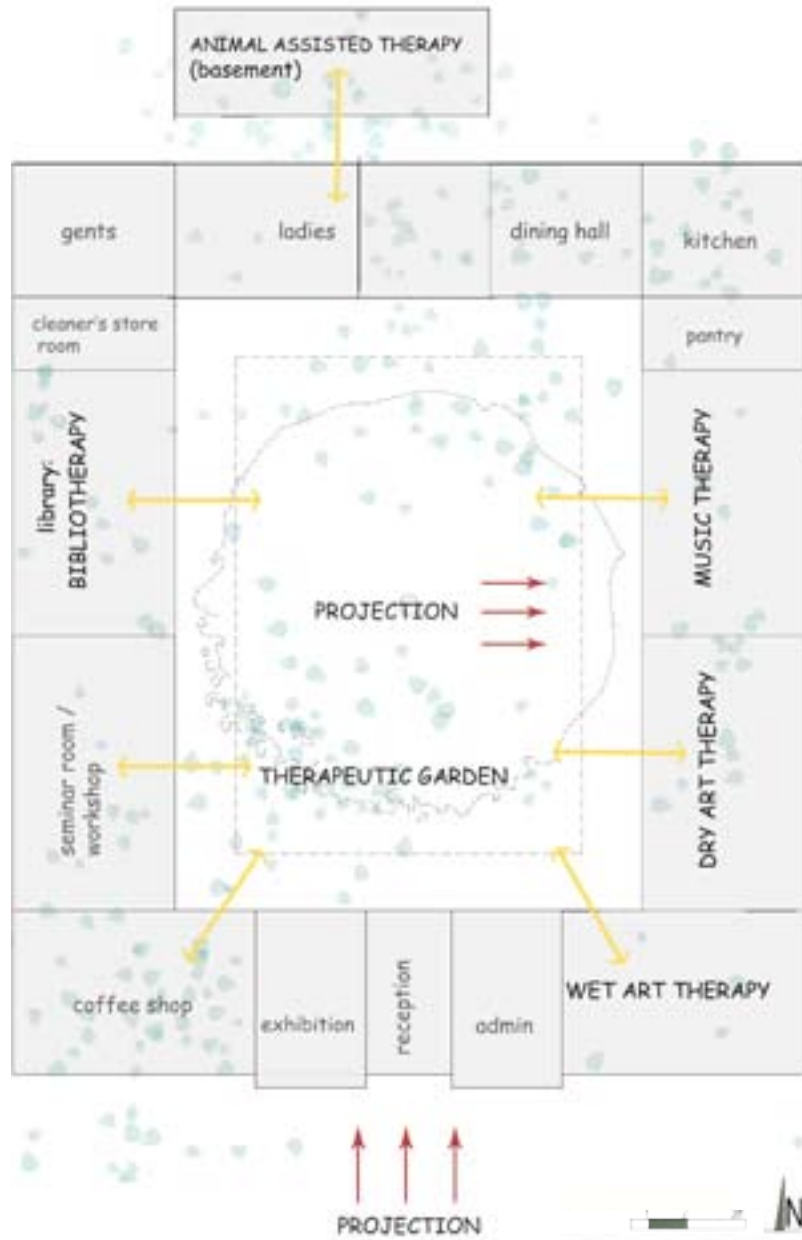 ANIMAL ASSISTED THERAPY
(basement)
gents
ladies
dining hall
kitchen
cleaner's store
room
pantry
library:
BIBLIOTHERAPY
MUSIC THERAPY
PROJECTION
seminar room /
workshop
THERAPEUTIC GARDEN
DRY ART THERAPY
coffee shop
exhibition
reception
admin
WET ART THERAPY
PROJECTION
N